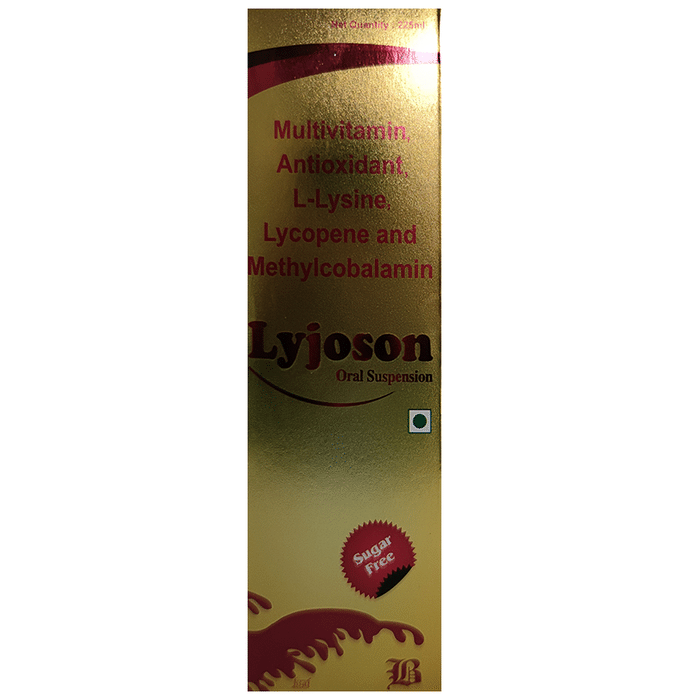 Net Quantity : 225ml
Multivitamin,
Antioxidant,
L-Lysine,
Lycopene and
Methylcobalamin
Lyjoson
Oral Suspension
Sugar
Free
B